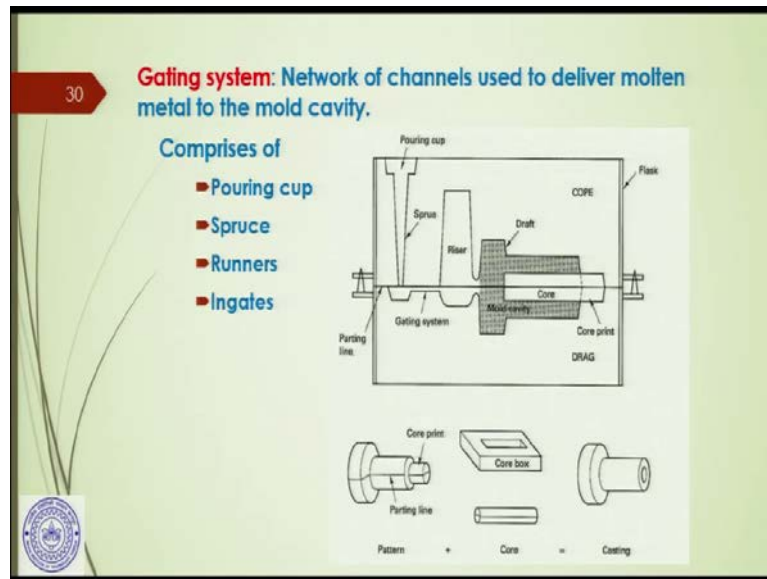 30
Gating system: Network of channels used to deliver molten
metal to the mold cavity.
Comprises of
Pouring cup
Spruce
Runners
Ingates
Pouring cup
Flask
COPE
Sprue
Draft
Riser
Core
Mold cavity
Gating system
Core print
Parting
line
DRAG
Core print
Core box
Parting line
Pattern + Core = Casting